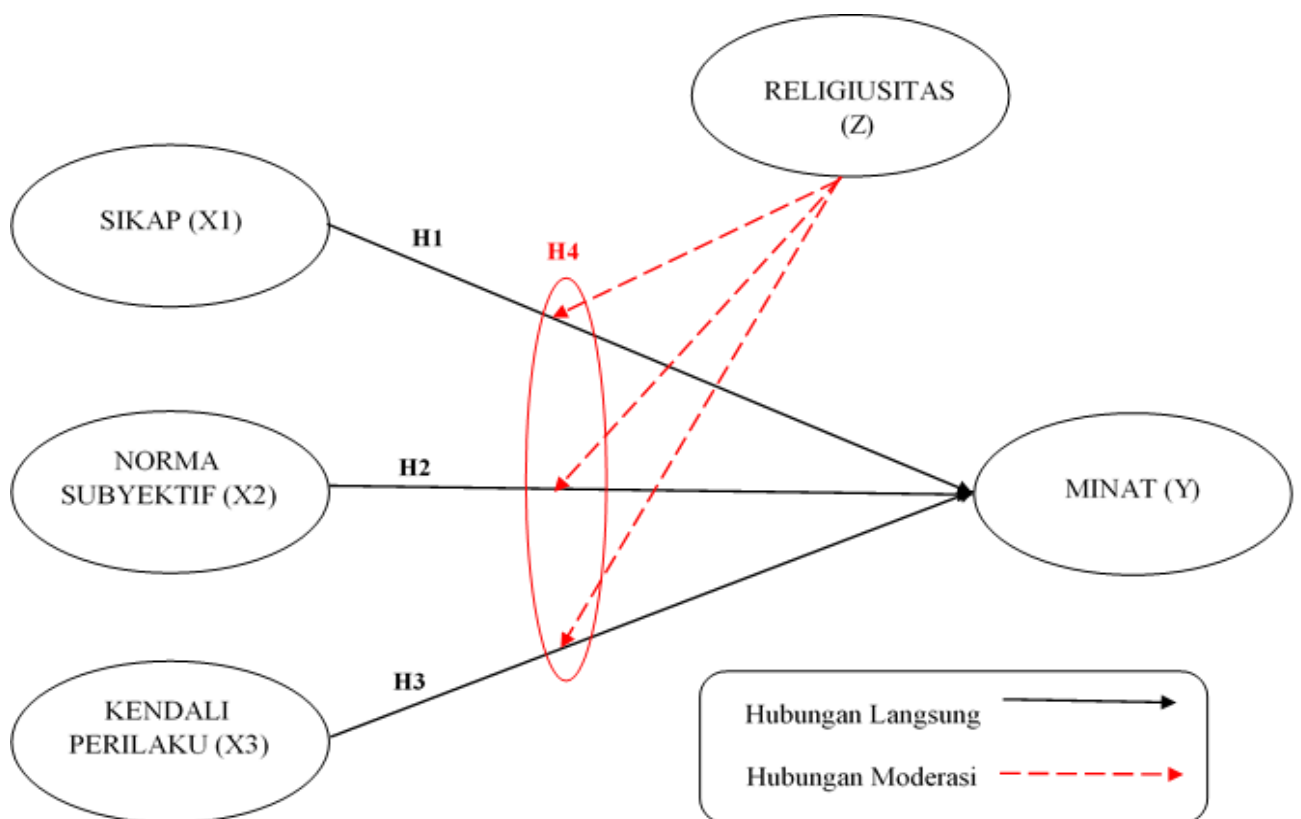 RELIGIUSITAS
(Z)
SIKAP (X1)
H1
H4
NORMA
SUBYEKTIF (X2)
H2
MINAT (Y)
H3
KENDALI
PERILAKU (X3)
Hubungan Langsung
Hubungan Moderasi